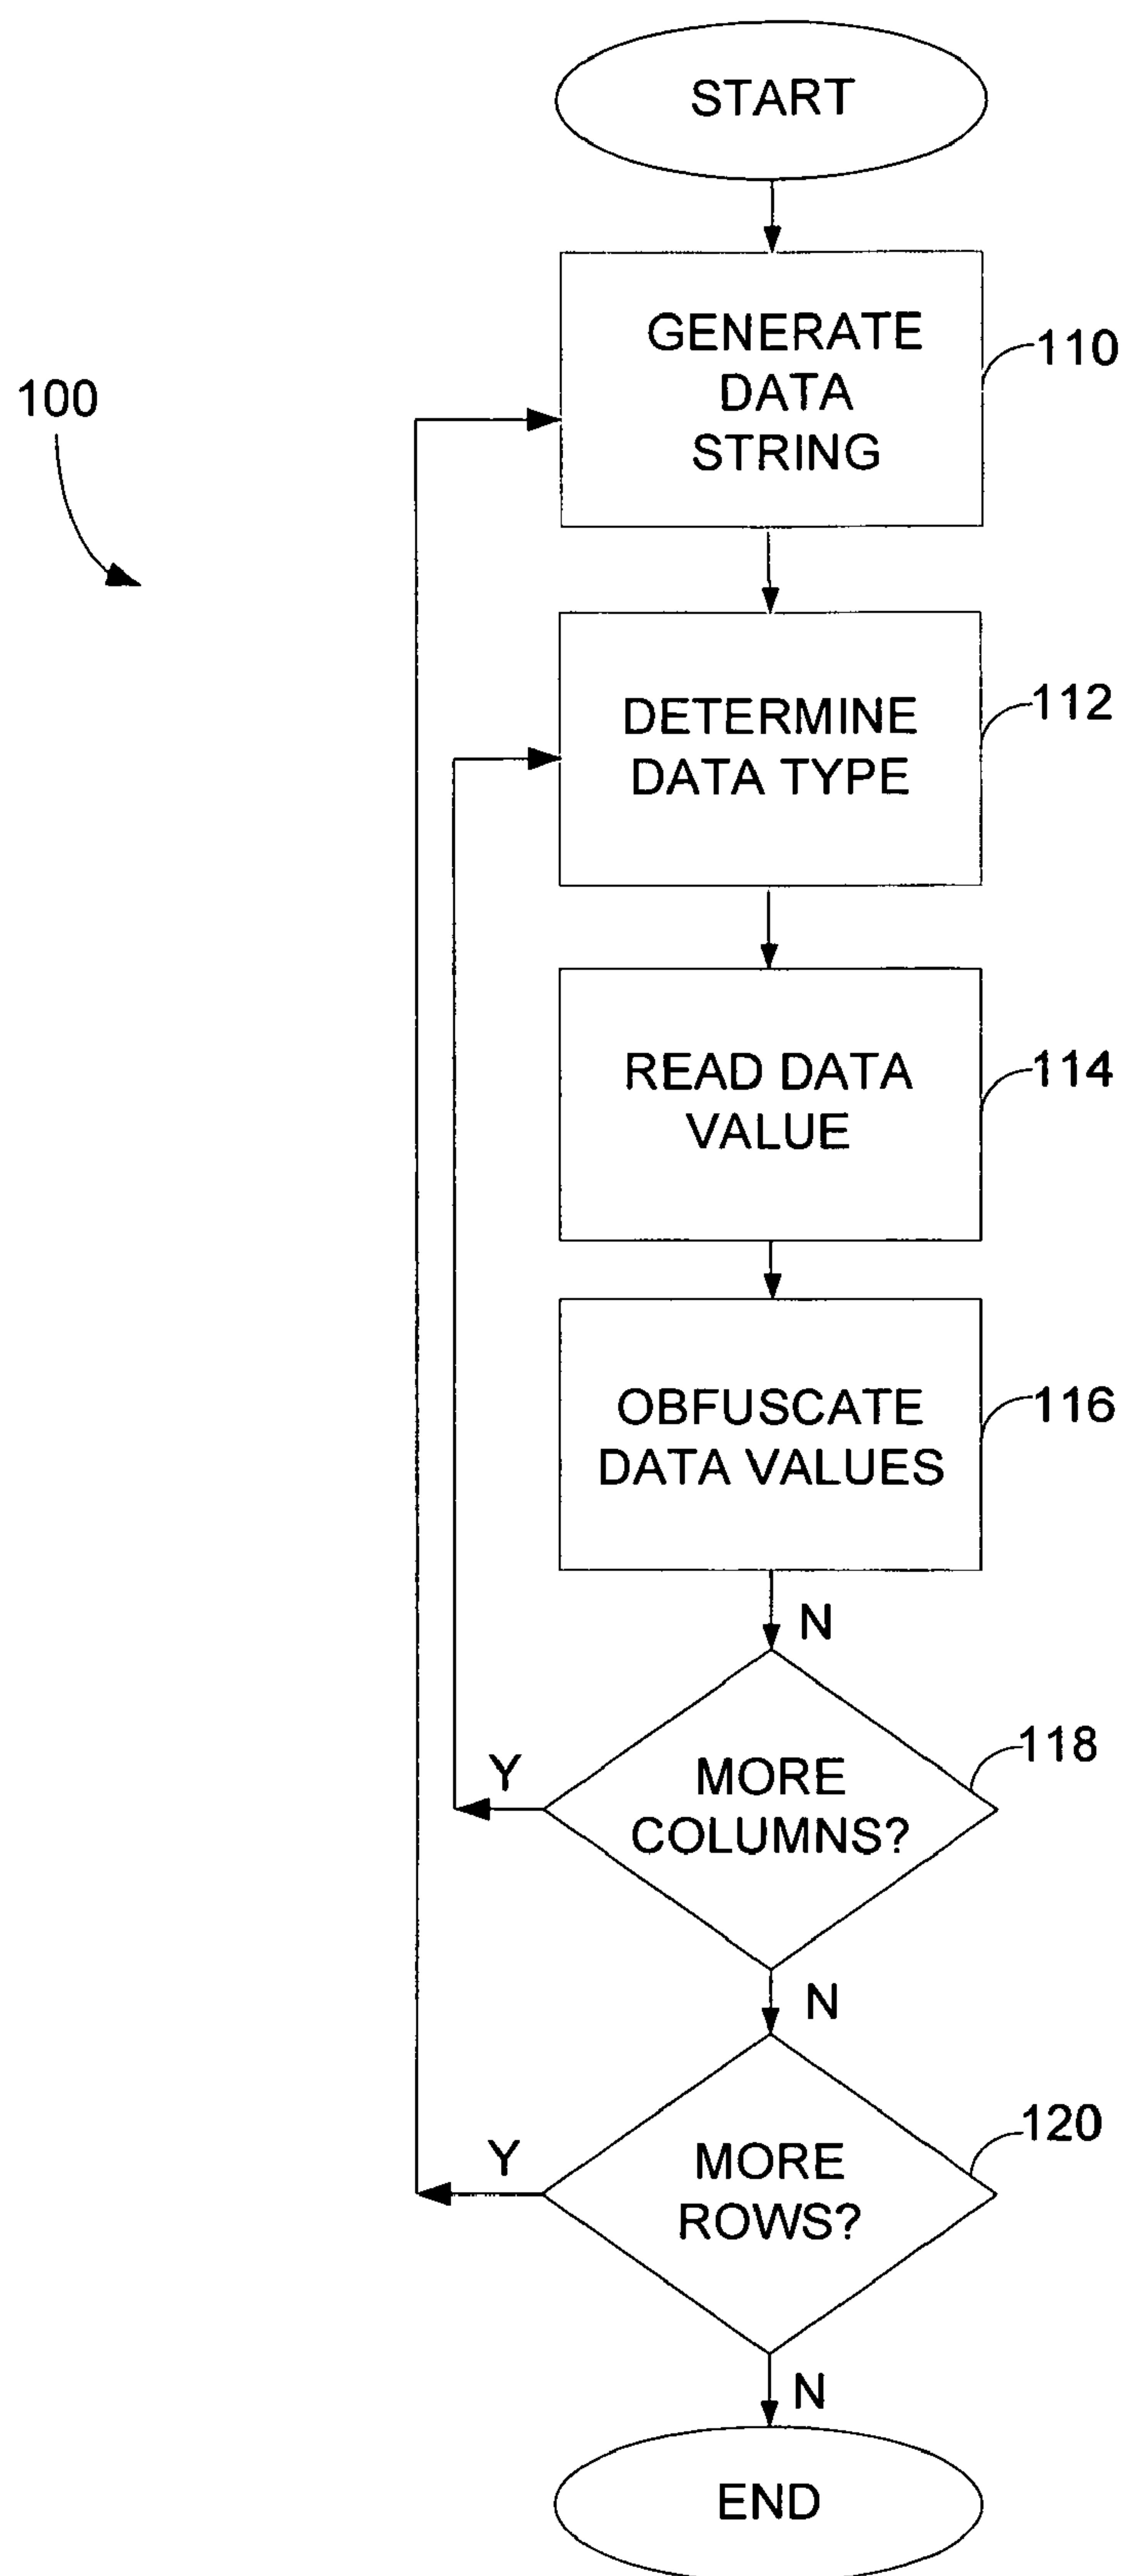 START
GENERATE
DATA
STRING
110
100
DETERMINE
DATA TYPE
112
READ DATA
VALUE
114
OBFUSCATE
DATA VALUES
116
N
MORE
COLUMNS?
118
Y
N
MORE
ROWS?
120
Y
N
END